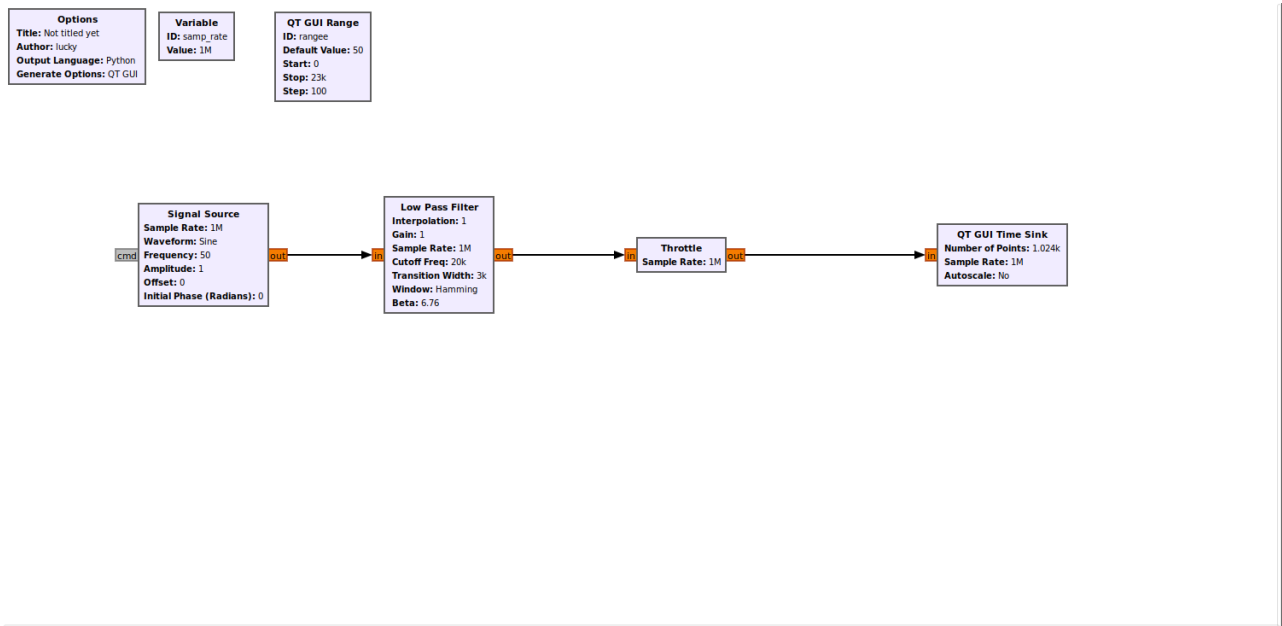 Options
Title: Not titled yet
Author: lucky
Output Language: Python
Generate Options: QT GUI
Variable
ID: samp_rate
Value: 1M
QT GUI Range
ID: rangee
Default Value: 50
Start: 0
Stop: 23k
Step: 100
cmd
Signal Source
Sample Rate: 1M
Waveform: Sine
Frequency: 50
Amplitude: 1
Offset: 0
Initial Phase (Radians): 0
out
in
Low Pass Filter
Interpolation: 1
Gain: 1
Sample Rate: 1M
Cutoff Freq: 20k
Transition Width: 3k
Window: Hamming
Beta: 6.76
out
in
Throttle
Sample Rate: 1M
out
in
QT GUI Time Sink
Number of Points: 1.024k
Sample Rate: 1M
Autoscale: No